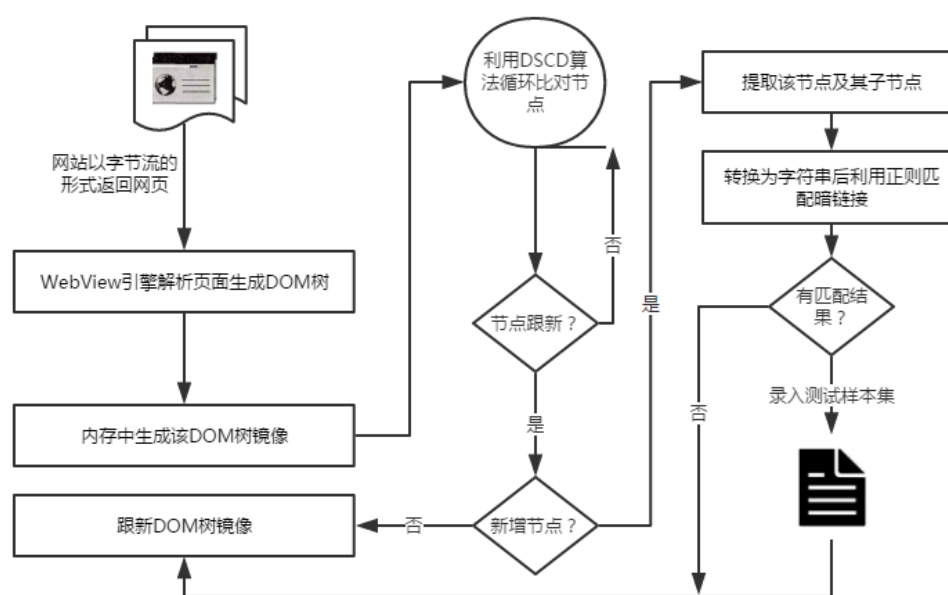 网站以字节流的
形式返回网页
WebView引擎解析页面生成DOM树
内存中生成该DOM树镜像
跟新DOM树镜像
利用DSCD算
法循环比对节
点
否
节点跟新？
是
新增节点？
否
是
提取该节点及其子节点
转换为字符串后利用正则匹
配暗链接
有匹配结
果？
否
录入测试样本集